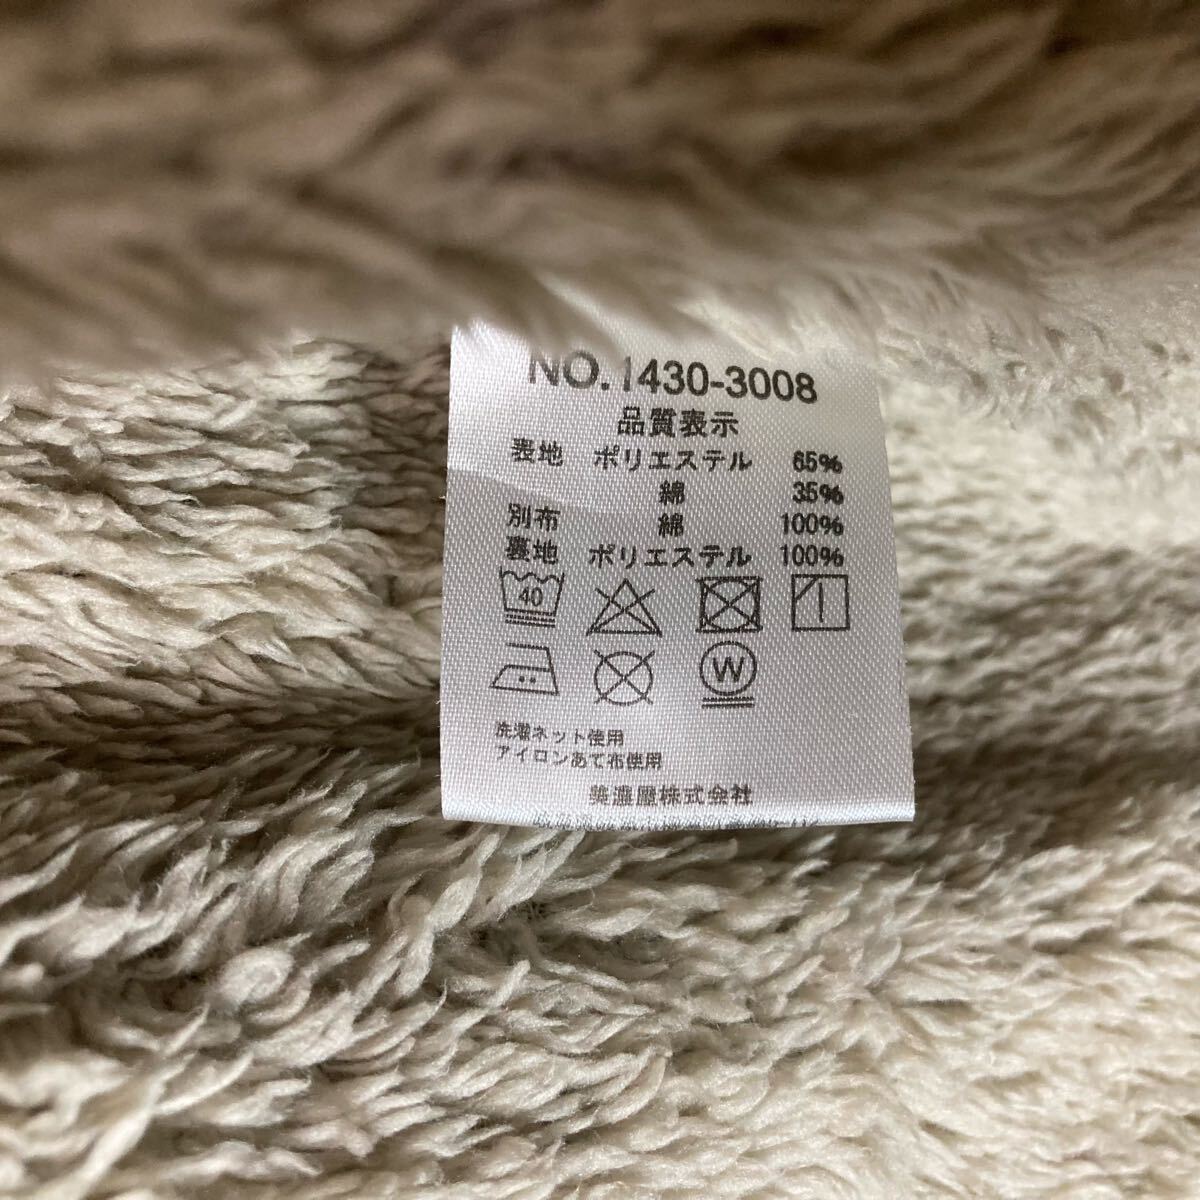 NO.1430-3008
品質表示
表地 ポリエステル 65%
綿 35%
別布 綿 100%
裏地 ポリエステル 100%
40
W
洗濯ネット使用
アイロンあて布使用
美濃屋株式会社